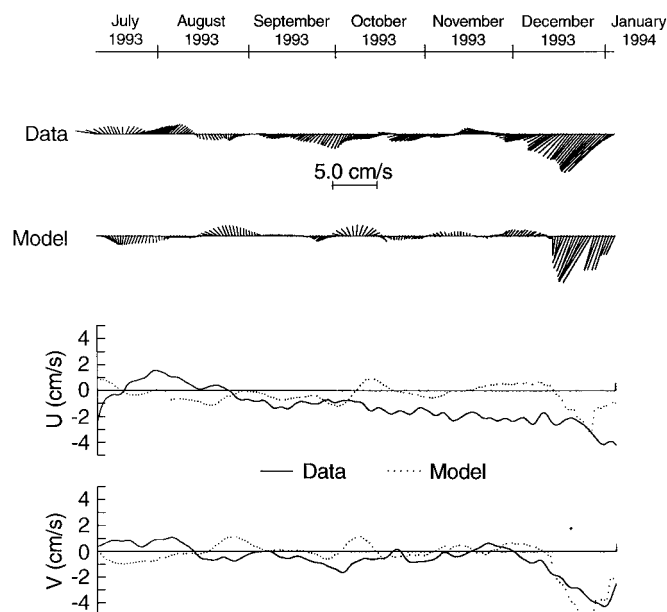 July August September October November December January
1993 1993 1993 1993 1993 1993 1994
Data
5.0 cm/s
Model
4
2
0
-2
-4
U (cm/s)
Data Model
4
2
0
-2
-4
V (cm/s)